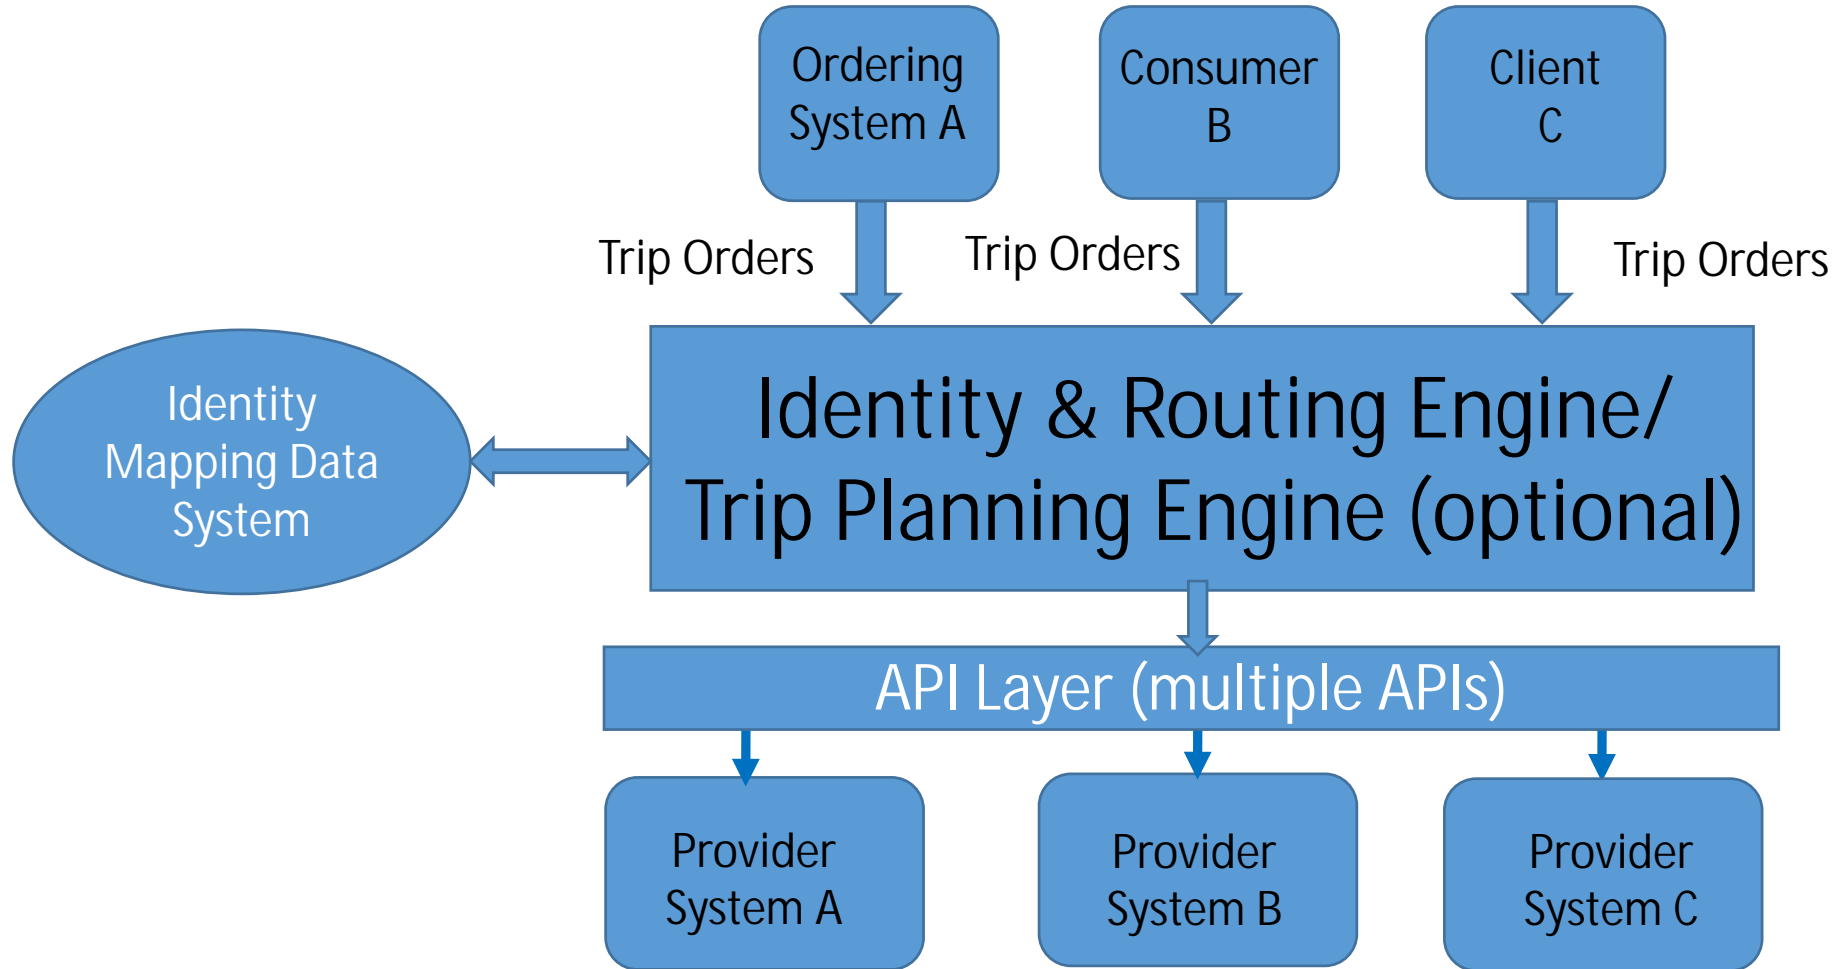 Ordering
System A
Consumer
B
Client
C
Trip Orders
Trip Orders
Trip Orders
Identity
Mapping Data
System
Identity & Routing Engine/
Trip Planning Engine (optional)
API Layer (multiple APIs)
Provider
System A
Provider
System B
Provider
System C